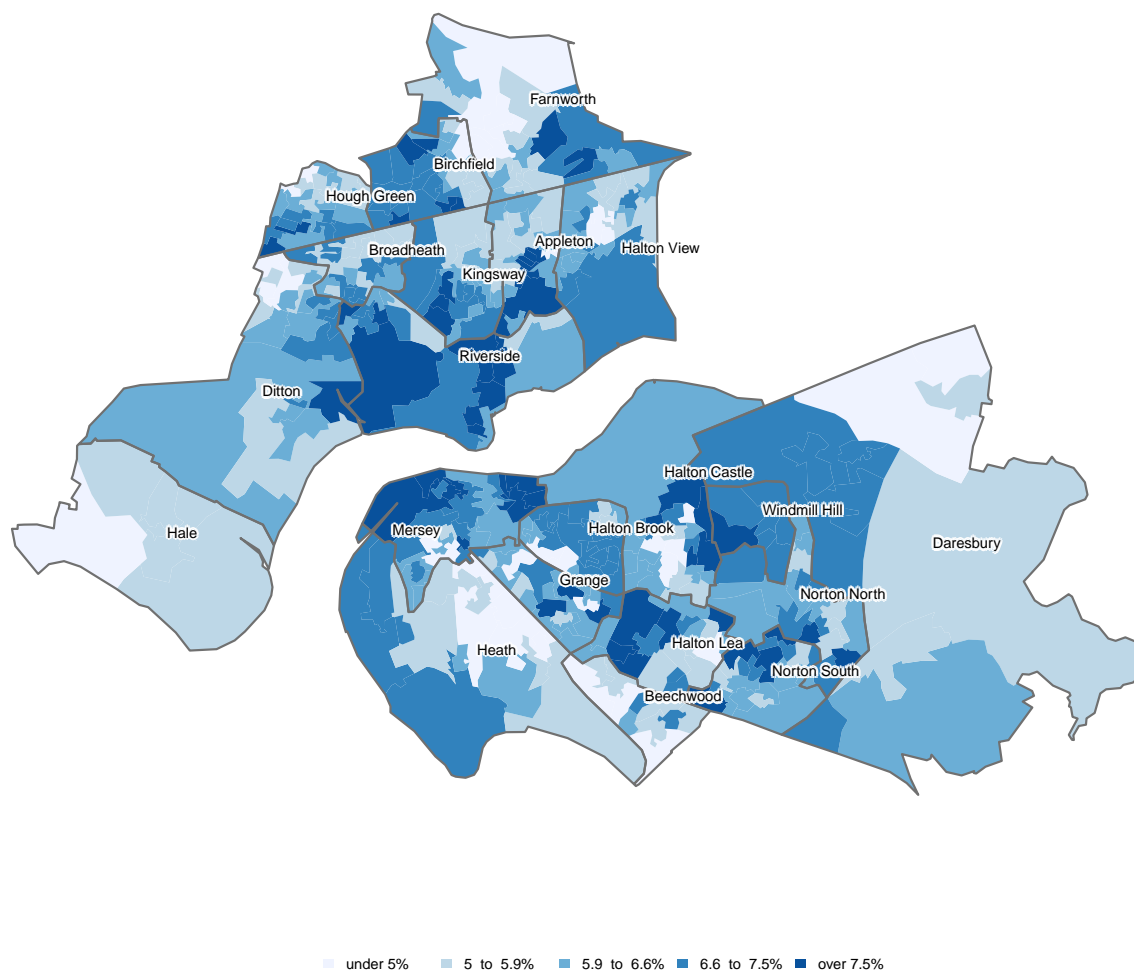 Farnworth
Birchfield
Hough Green
Appleton
Broadheath
Halton View
Kingsway
Riverside
Ditton
Halton Castle
Windmill Hill
Mersey
Halton Brook
Hale
Daresbury
Grange
Norton North
Heath
Halton Lea
Norton South
Beechwood
under 5% 5 to 5.9% 5.9 to 6.6% 6.6 to 7.5% over 7.5%